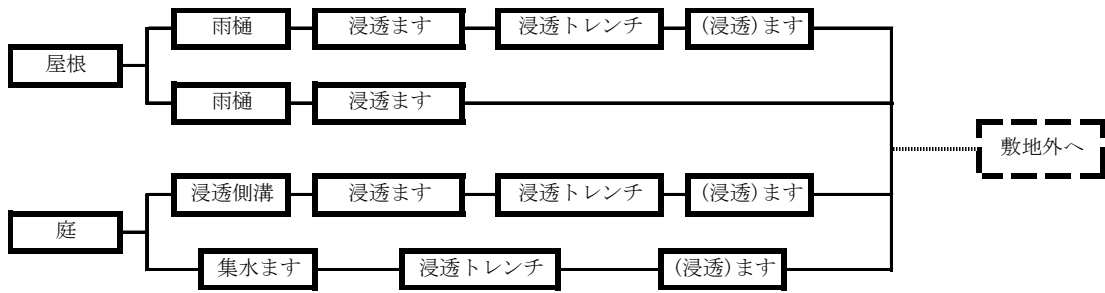 屋根
雨樋
浸透ます
浸透トレンチ
(浸透)ます
雨樋
浸透ます
敷地外へ
庭
浸透側溝
浸透ます
浸透トレンチ
(浸透)ます
集水ます
浸透トレンチ
(浸透)ます